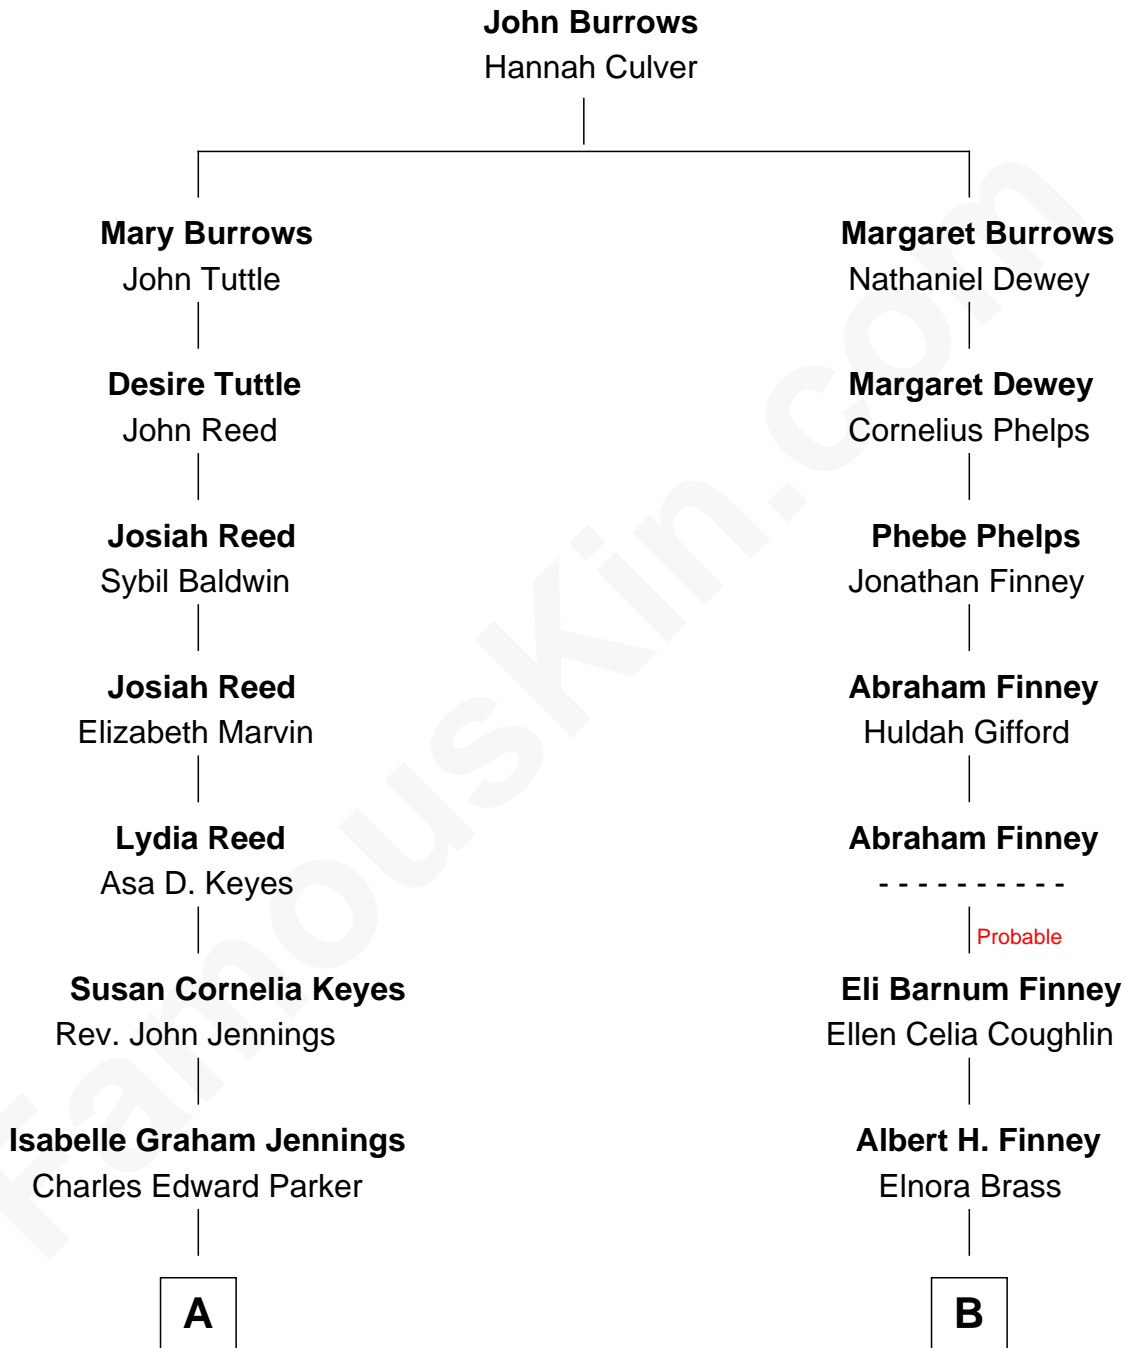 John Burrows
Hannah Culver
Mary Burrows
John Tuttle
Margaret Burrows
Nathaniel Dewey
Desire Tuttle
John Reed
Margaret Dewey
Cornelius Phelps
Josiah Reed
Sybil Baldwin
Phebe Phelps
Jonathan Finney
Josiah Reed
Elizabeth Marvin
Abraham Finney
Huldah Gifford
Lydia Reed
Asa D. Keyes
Abraham Finney
- - - - - - - - - -
Probable
Susan Cornelia Keyes
Rev. John Jennings
Eli Barnum Finney
Ellen Celia Coughlin
Isabelle Graham Jennings
Charles Edward Parker
Albert H. Finney
Elnora Brass
A
B
FamousKin.com